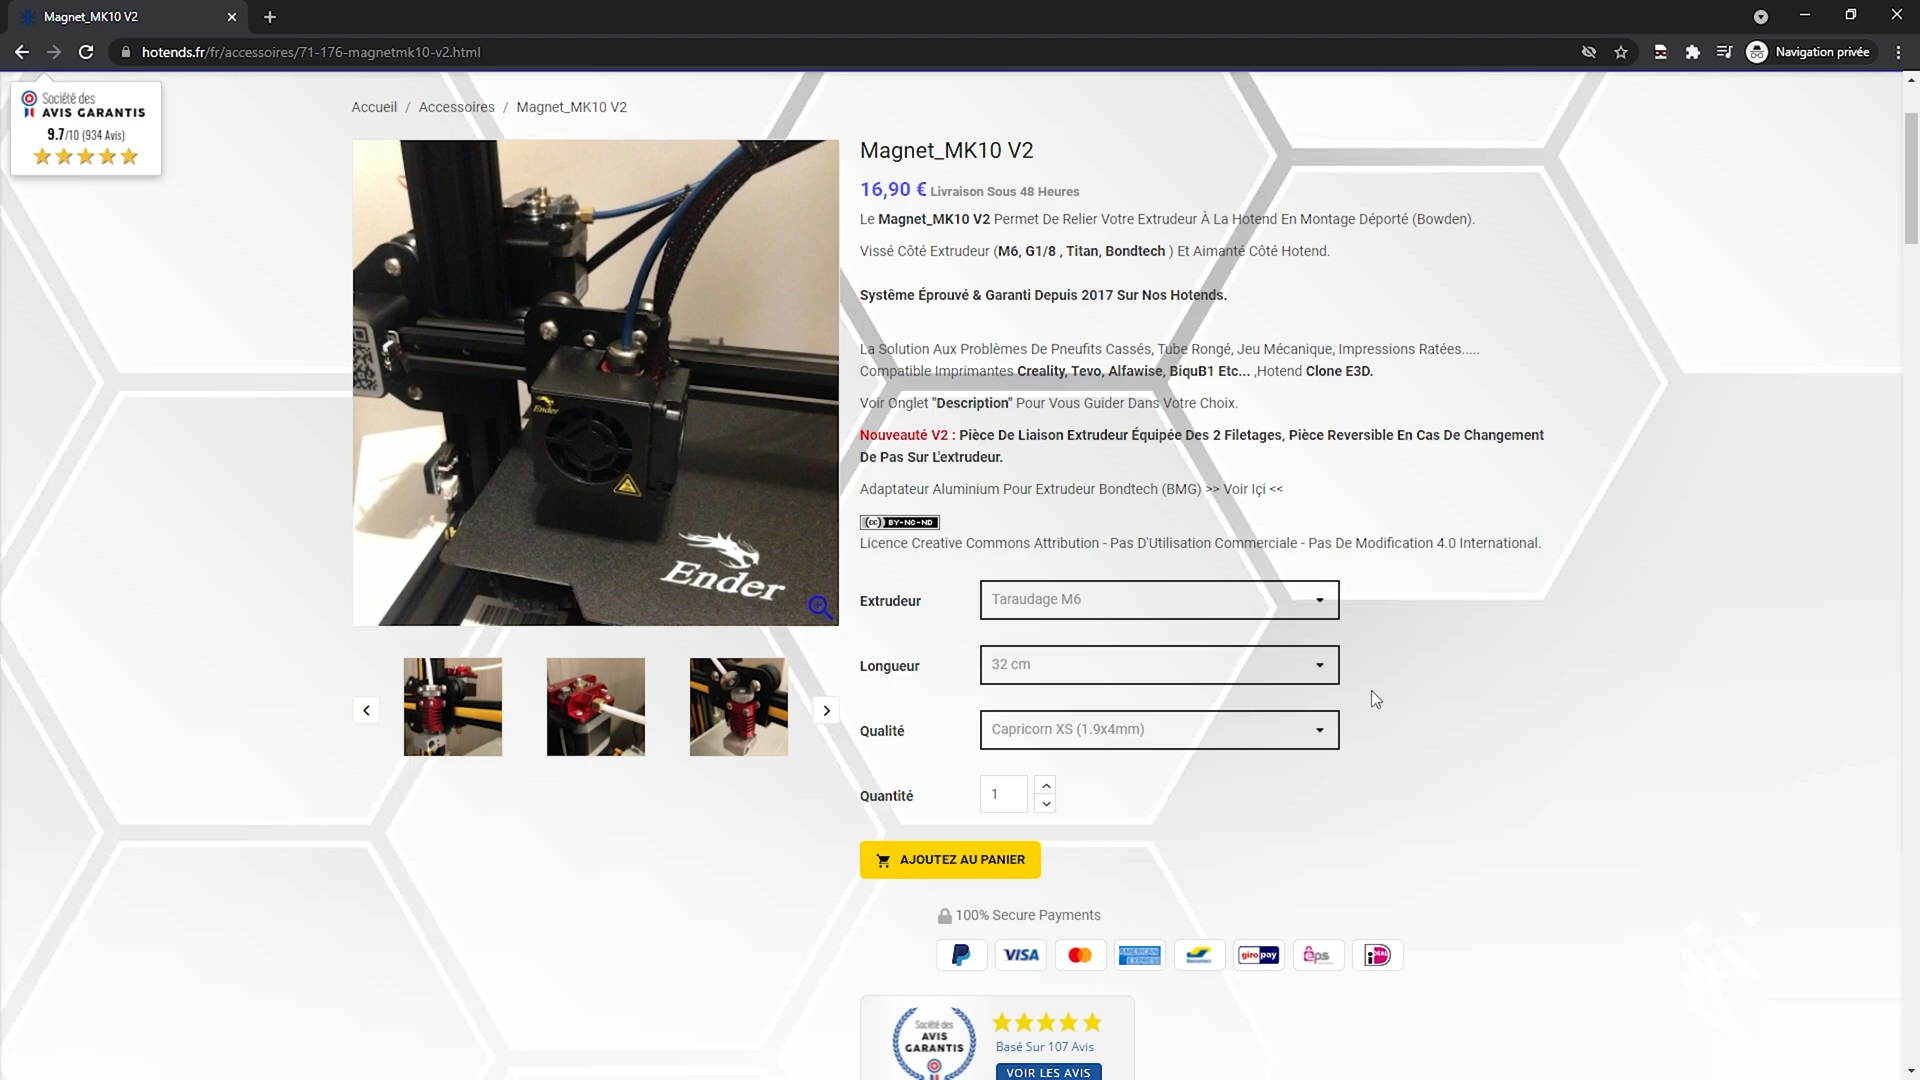 Magnet_MK10 V2
hotends.fr/fr/accessoires/71-176-magnetmk10-v2.html
Navigation privée
Société des
AVIS GARANTIS
9.7/10 (934 Avis)
Accueil / Accessoires / Magnet_MK10 V2
Ender
Ender
Magnet_MK10 V2
16,90 € Livraison Sous 48 Heures
Le Magnet_MK10 V2 Permet De Relier Votre Extrudeur À La Hotend En Montage Déporté (Bowden).
Vissé Côté Extrudeur (M6, G1/8 , Titan, Bondtech ) Et Aimanté Côté Hotend.
Système Éprouvé & Garanti Depuis 2017 Sur Nos Hotends.
La Solution Aux Problèmes De Pneufits Cassés, Tube Rongé, Jeu Mécanique, Impressions Ratées.....
Compatible Imprimantes Creality, Tevo, Alfawise, BiquB1 Etc... ,Hotend Clone E3D.
Voir Onglet "Description" Pour Vous Guider Dans Votre Choix.
Nouveauté V2 : Pièce De Liaison Extrudeur Équipée Des 2 Filetages, Pièce Reversible En Cas De Changement
De Pas Sur L'extrudeur.
Adaptateur Aluminium Pour Extrudeur Bondtech (BMG) >> Voir Içi <<
(cc) BY-NC-ND
Licence Creative Commons Attribution - Pas D'Utilisation Commerciale - Pas De Modification 4.0 International.
Extrudeur Taraudage M6
Longueur 32 cm
Qualité Capricorn XS (1.9x4mm)
Quantité 1
AJOUTEZ AU PANIER
100% Secure Payments
VISA AMERICAN EXPRESS Bancontact giropay eps iDEAL
Société des
AVIS
GARANTIS
Basé Sur 107 Avis
VOIR LES AVIS